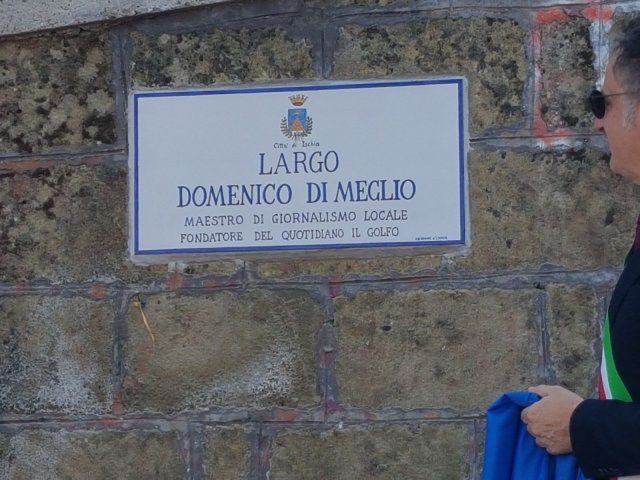 Città di Ischia
LARGO
DOMENICO DI MEGLIO
MAESTRO DI GIORNALISMO LOCALE
FONDATORE DEL QUOTIDIANO IL GOLFO